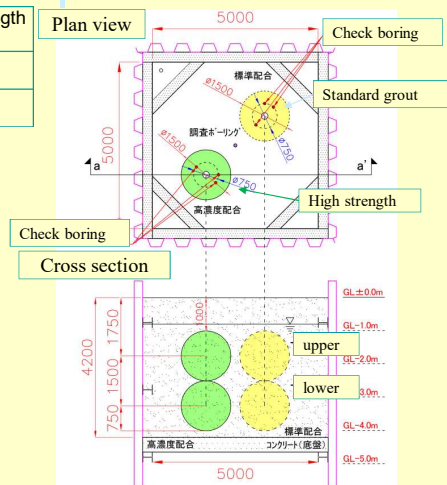 gth
Plan view
5000
Check boring
標準配合
Standard grout
ø1500
ø750
調査ボーリング
5000
ø1500
a
a'
ø750
High strength
高濃度配合
Check boring
Cross section
GL±0.0m
1000
1750
GL-1.0m
upper
GL-2.0m
4200
1500
lower
3.0m
750
GL-4.0m
標準配合
高濃度配合
コンクリート(底盤)
GL-5.0m
5000